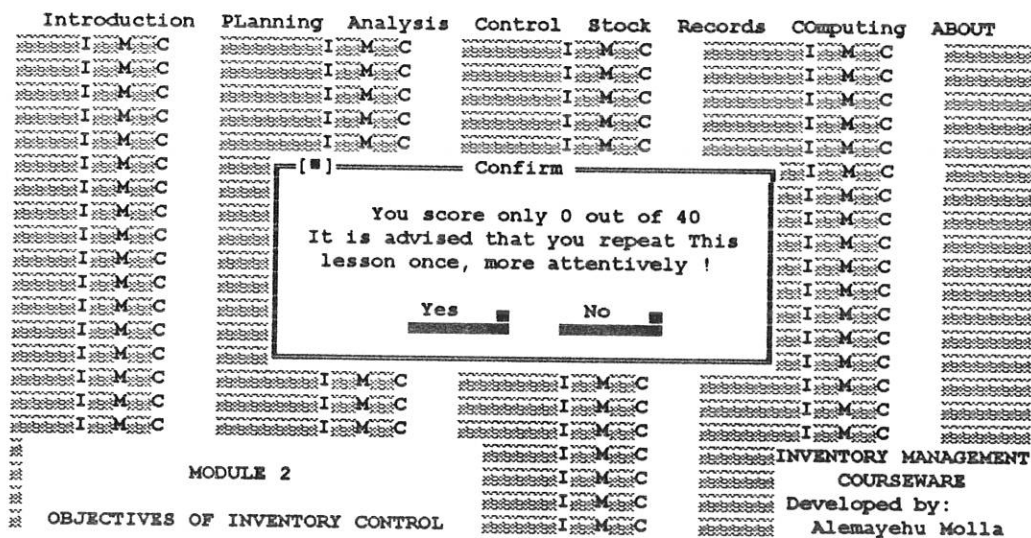 Introduction PLanning Analysis Control Stock Records COmputing ABOUT
I M C I M C I M C I M C
I M C I M C I M C I M C
I M C I M C I M C I M C
I M C I M C I M C I M C
I M C I M C I M C I M C
I M C I M C
I M C I M C
I M C I M C
I M C I M C
I M C I M C
I M C I M C
I M C I M C
I M C I M C
I M C I M C
I M C I M C I M C I M C
I M C I M C I M C I M C
I M C I M C I M C I M C
I M C
I M C
I M C
I M C
[■] Confirm
You score only 0 out of 40
It is advised that you repeat This
lesson once, more attentively !
Yes No
MODULE 2
OBJECTIVES OF INVENTORY CONTROL
INVENTORY MANAGEMENT
COURSEWARE
Developed by:
Alemayehu Molla